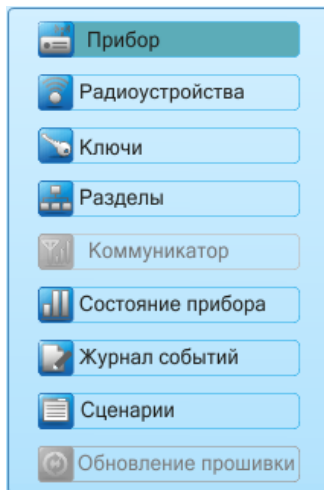 Прибор
Радиоустройства
Ключи
Разделы
Коммуникатор
Состояние прибора
Журнал событий
Сценарии
Обновление прошивки